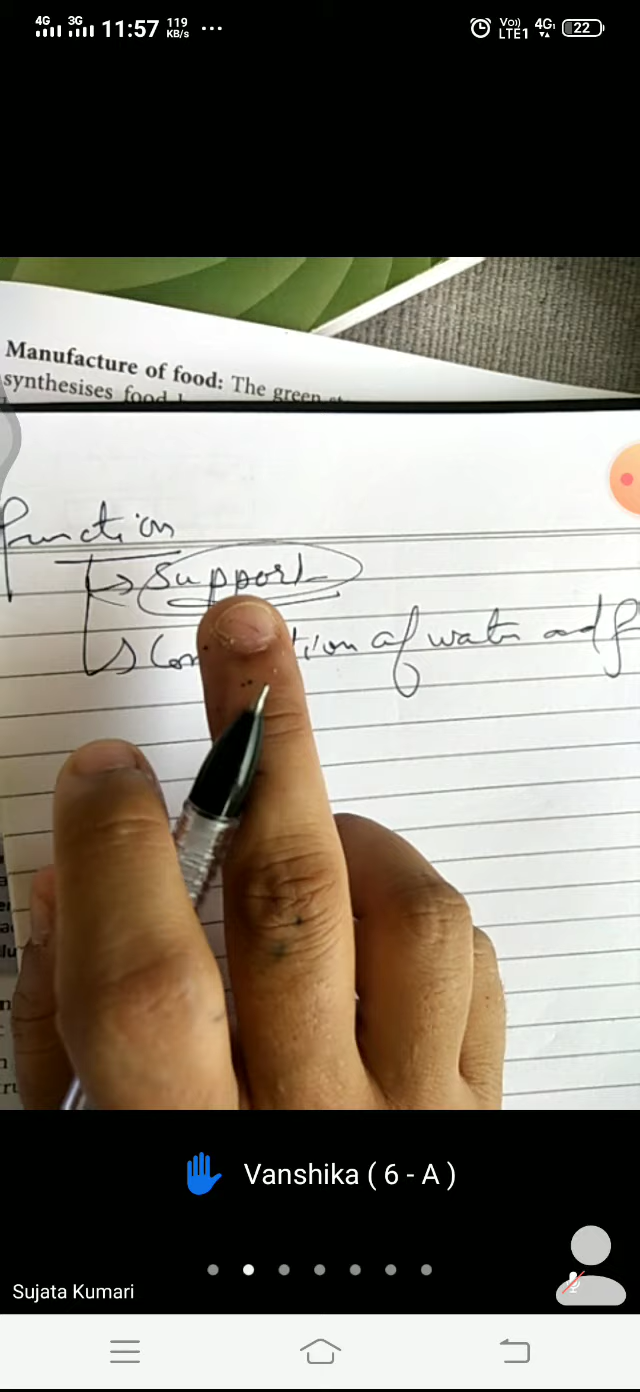 4G 3G 11:57 119 KB/s ... Vo)) LTE1 4G 22
Manufacture of food: The green
synthesises food
function
→ Support
of water and f
Vanshika ( 6 - A )
Sujata Kumari